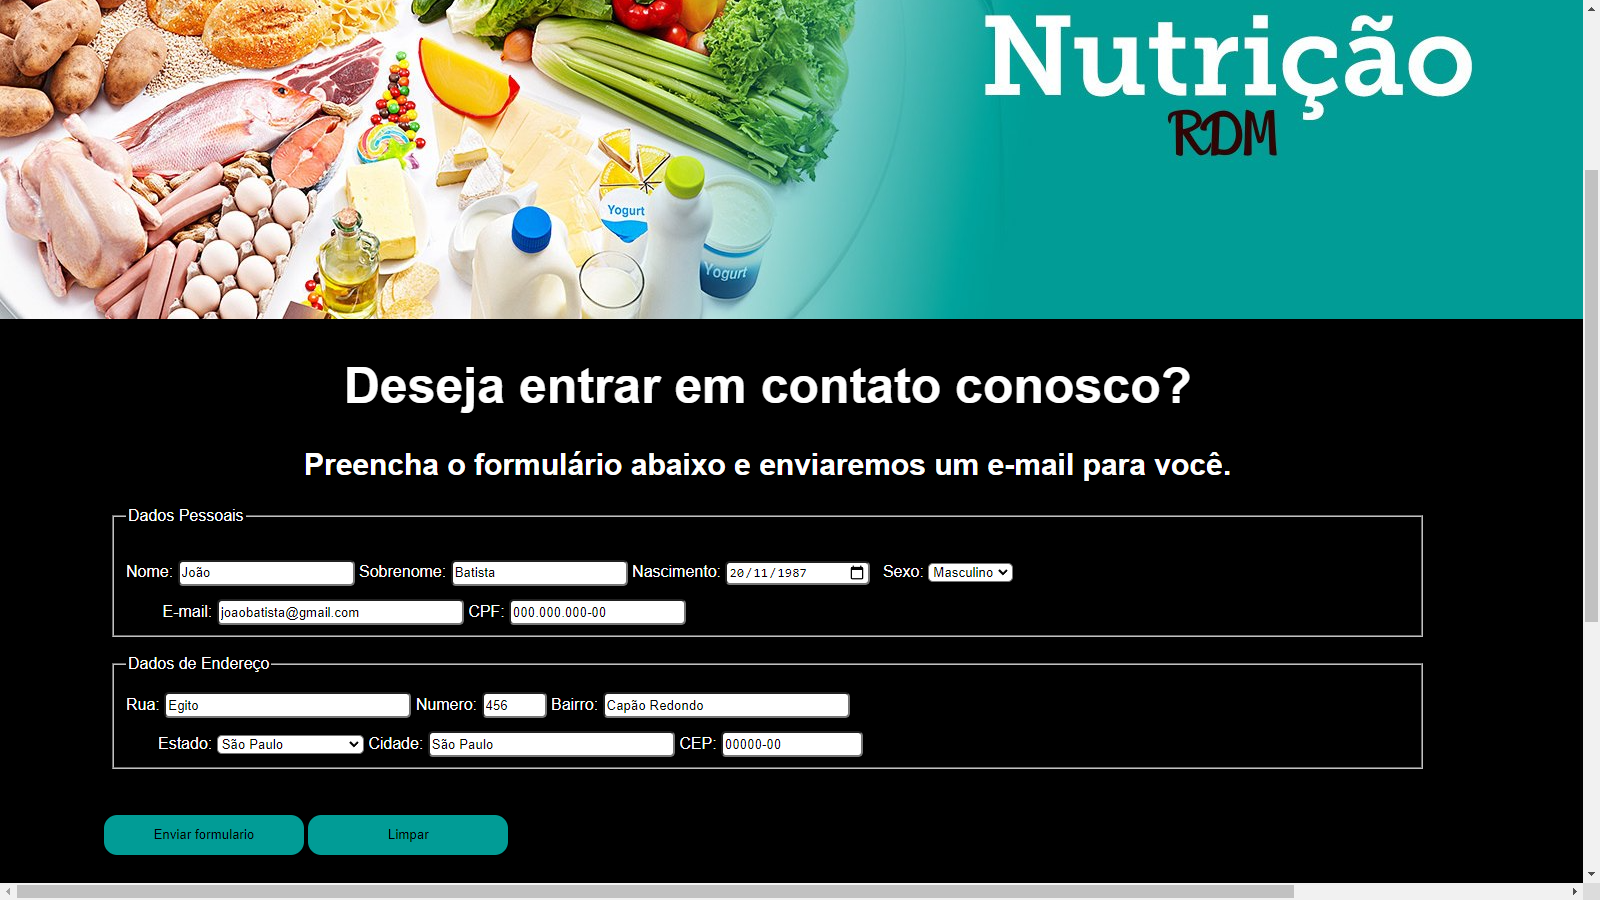 Nutrição
RDM
Yogurt
Yogurt
Deseja entrar em contato conosco?
Preencha o formulário abaixo e enviaremos um e-mail para você.
Dados Pessoais
Nome: João Sobrenome: Batista Nascimento: 20/11/1987 Sexo: Masculino
E-mail: joaobatista@gmail.com CPF: 000.000.000-00
Dados de Endereço
Rua: Egito Numero: 456 Bairro: Capão Redondo
Estado: São Paulo Cidade: São Paulo CEP: 00000-00
Enviar formulario Limpar